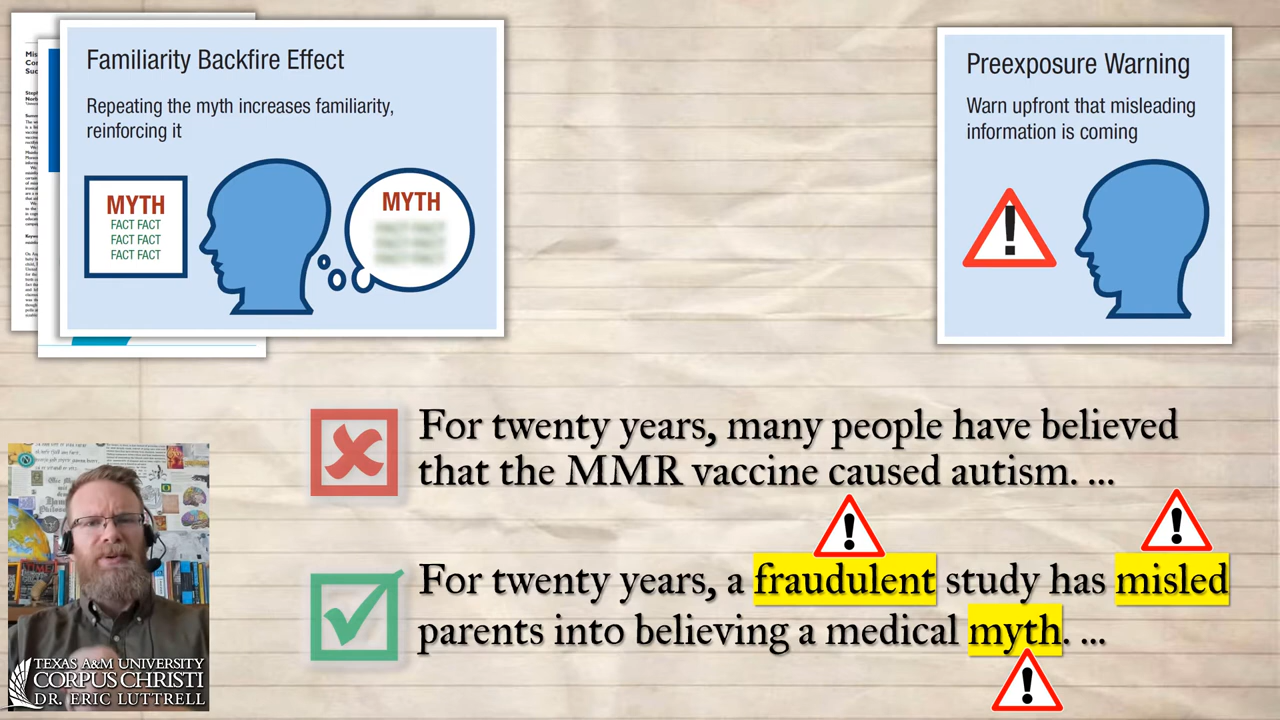 Familiarity Backfire Effect
Repeating the myth increases familiarity,
reinforcing it
MYTH
FACT FACT
FACT FACT
FACT FACT
MYTH
Preexposure Warning
Warn upfront that misleading
information is coming
For twenty years, many people have believed
that the MMR vaccine caused autism. ...
For twenty years, a fraudulent study has misled
parents into believing a medical myth. ...
TEXAS A&M UNIVERSITY
CORPUS CHRISTI
DR. ERIC LUTTRELL